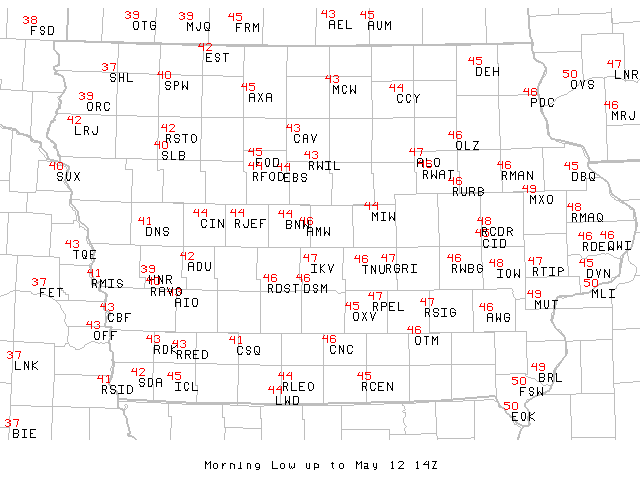 38 39 39 45 43 45
FSD OTG MJQ FRM AEL AUM
42
EST
37 40 45 43 44 45 50 47
SHL SPW AXA MCW CCY DEH OVS LNR
39 46 46
ORC PDC MRJ
42 42 43 46
LRJ RSTO CAV OLZ
40 40 45 43 47 46 45
SUX SLB EOD RWIL ALO RMAN DBQ
44 44
RFOD EBS RWAT
46 49
RURB MXO
41 44 44 44 46 44 48 48
DNS CIN RJEF BNW AMW MIW RCDR RMAQ
43 46 46
TQE CID RDE QWI
42 47 46 47 46 48 47 45
ADU IKV TNU RGRI RWBG IOW RTIP DVN
37 41 39 46 46 50
FET RMIS HNR RDST DSM MLI
RAVO
AIO
43 45 47 47 46 49
CBF OXV RPEL RSIG AWG MUT
43 46
OFF OTM
37 43 43 41 46
LNK RDK RRED CSQ CNC
41 42 45 44 45 49
RSID SDA ICL RLEO RCEN BRL
44 50
LWD FSW
37 50
BIE EOK
Morning Low up to May 12 14Z